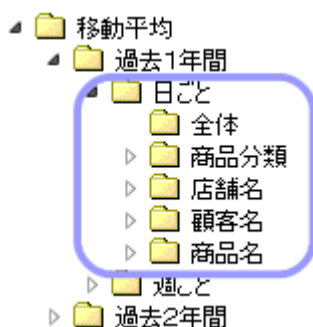 移動平均
過去1年間
日ごと
全体
商品分類
店舗名
顧客名
商品名
週ごと
過去2年間